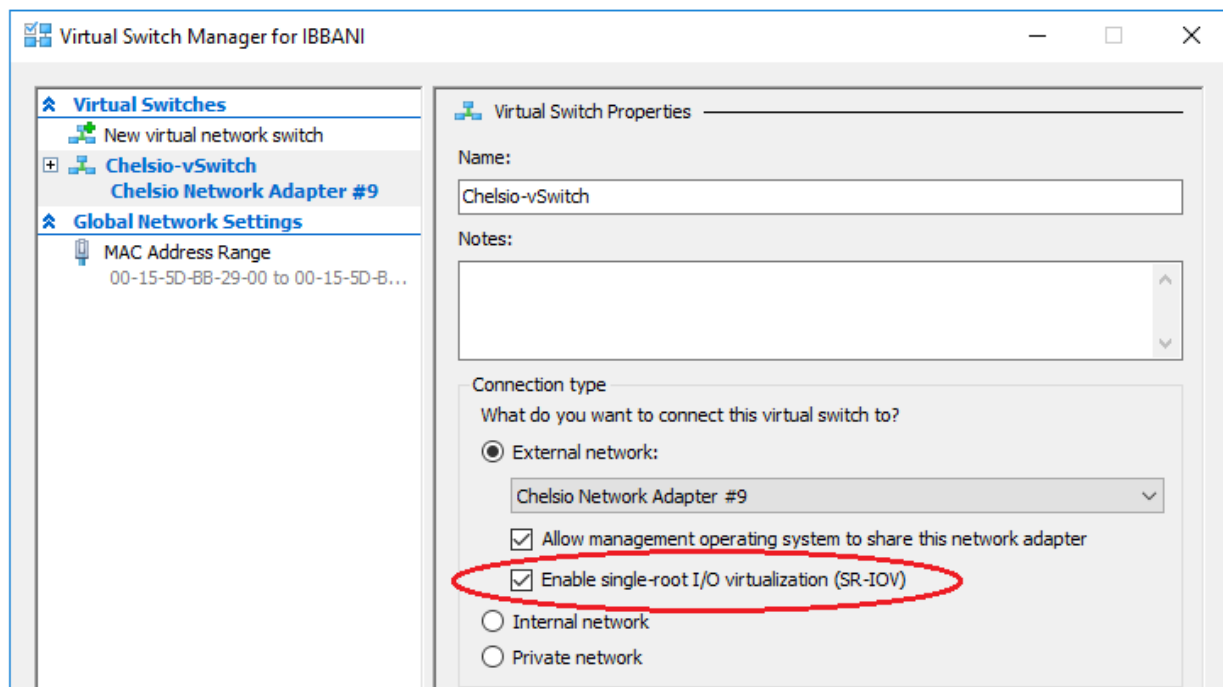 Virtual Switch Manager for IBBANI
Virtual Switches
New virtual network switch
Chelsio-vSwitch
Chelsio Network Adapter #9
Global Network Settings
MAC Address Range
00-15-5D-BB-29-00 to 00-15-5D-B...
Virtual Switch Properties
Name:
Chelsio-vSwitch
Notes:
Connection type
What do you want to connect this virtual switch to?
External network:
Chelsio Network Adapter #9
Allow management operating system to share this network adapter
Enable single-root I/O virtualization (SR-IOV)
Internal network
Private network